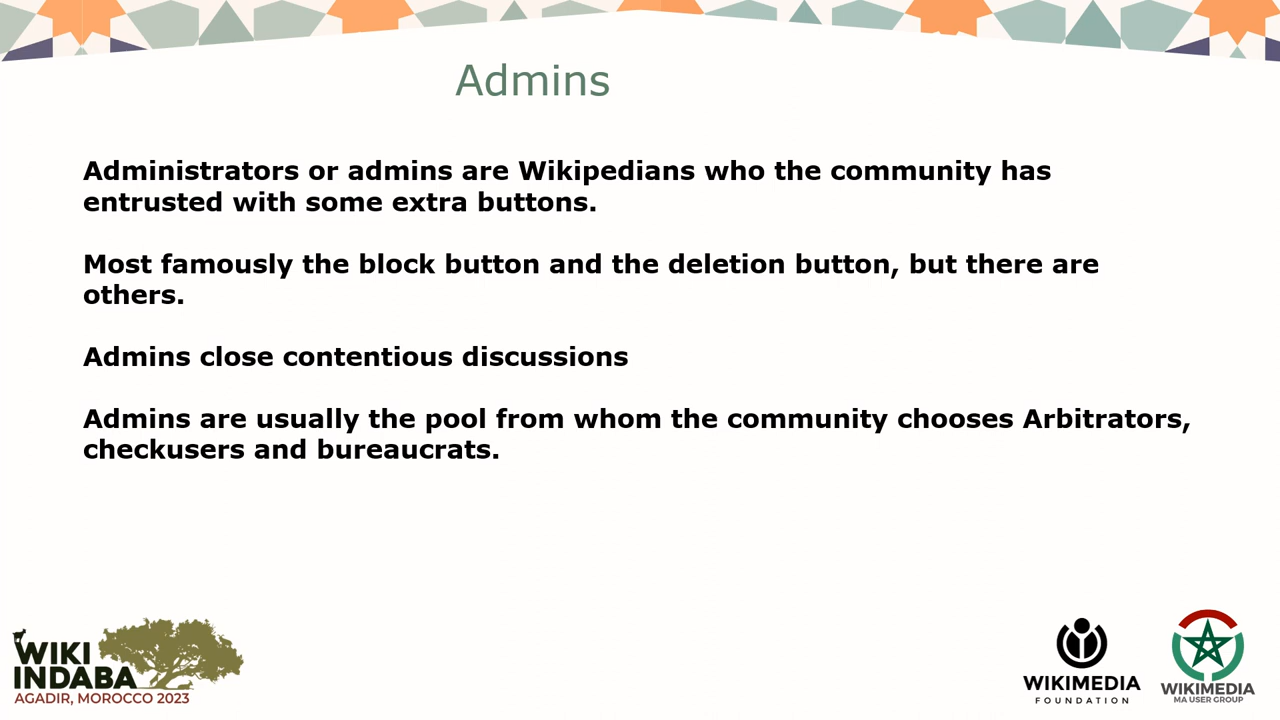 Admins
Administrators or admins are Wikipedians who the community has
entrusted with some extra buttons.
Most famously the block button and the deletion button, but there are
others.
Admins close contentious discussions
Admins are usually the pool from whom the community chooses Arbitrators,
checkusers and bureaucrats.
WIKI
INDABA
AGADIR, MOROCCO 2023
WIKIMEDIA
FOUNDATION
WIKIMEDIA
MA USER GROUP